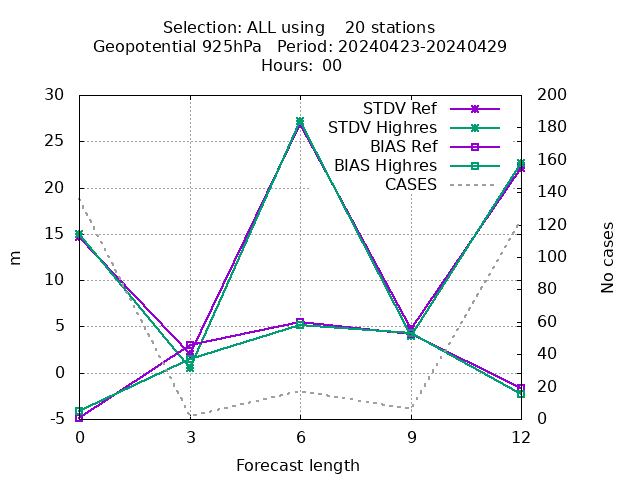 Selection: ALL using    20 stations
Geopotential 925hPa   Period: 20240423-20240429
Hours: 00
30 200
STDV Ref
25 180
STDV Highres
BIAS Ref
160
BIAS Highres
20 140
CASES
15 120
100
10 80
5 60
40
0 20
-5 0
m
No cases
0 3 6 9 12
Forecast length